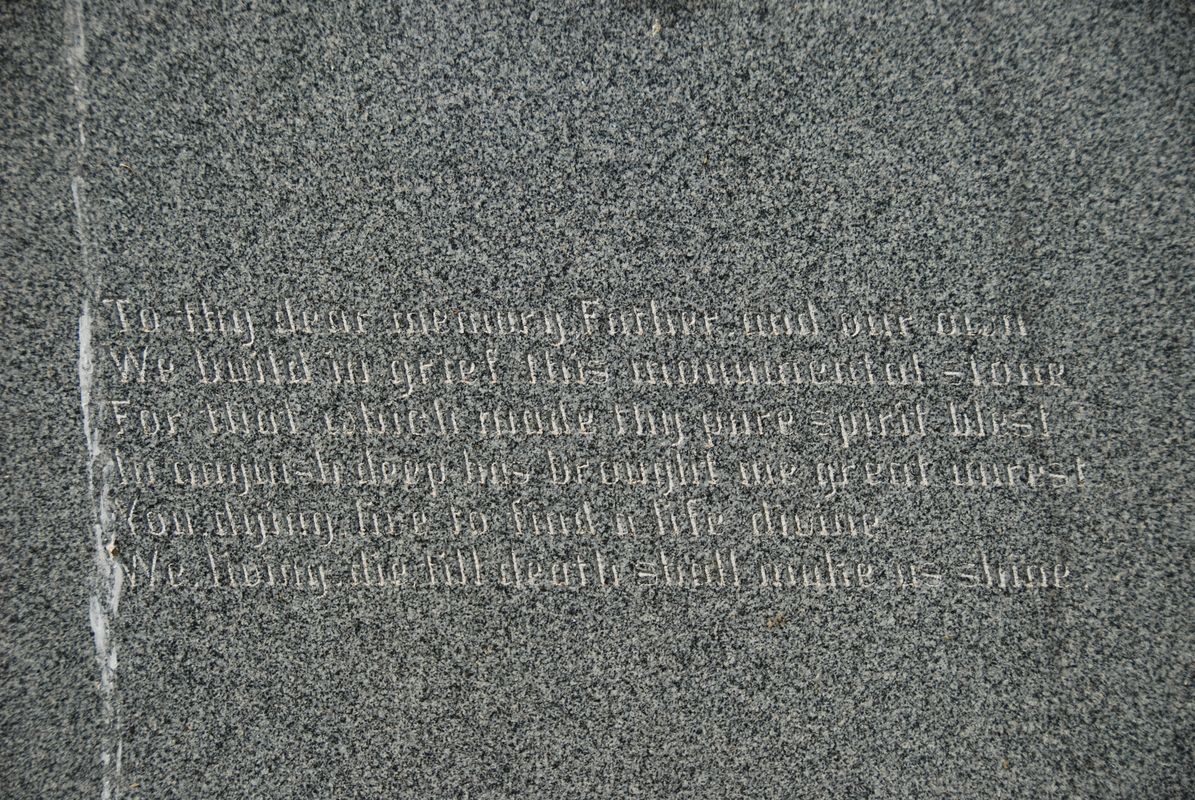 To thy dear memory, Father and our own
We build in grief this monumental stone
For that which made thy pure spirit blest
In anguish deep has brought me great unrest
You dying live to find a life divine
We living die till death shall make us shine